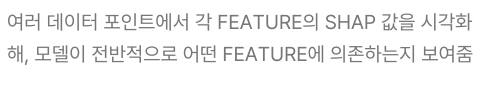 여러 데이터 포인트에서 각 FEATURE의 SHAP 값을 시각화
해, 모델이 전반적으로 어떤 FEATURE에 의존하는지 보여줌